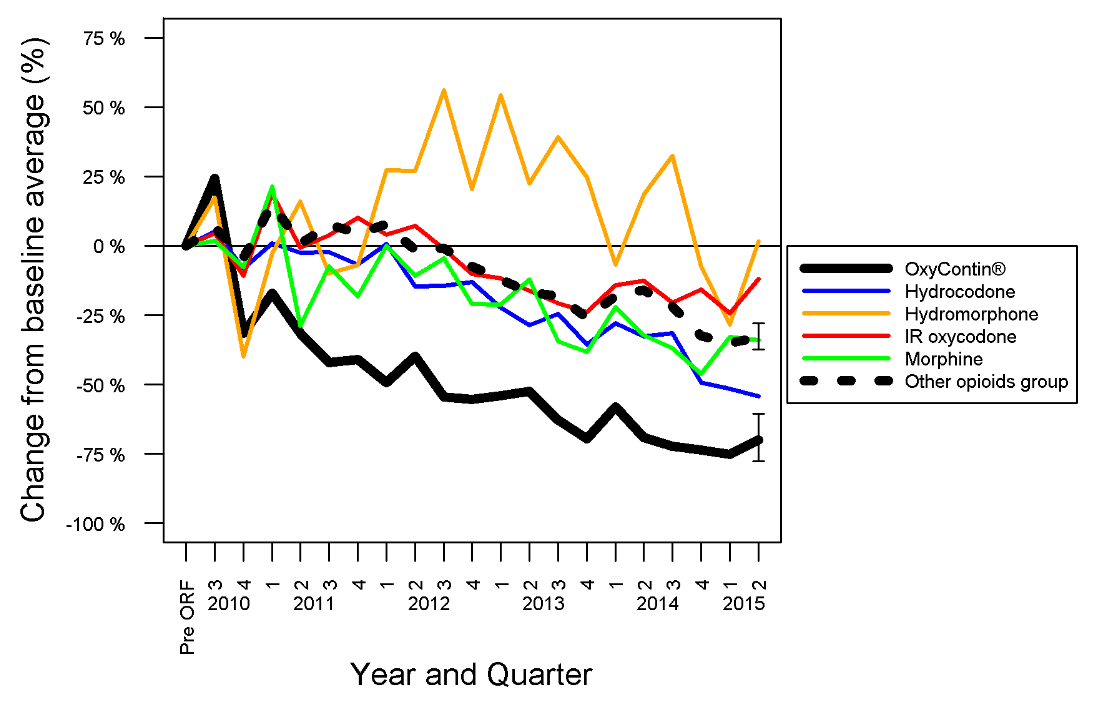 Change from baseline average (%)
75 %
50 %
25 %
0 %
-25 %
-50 %
-75 %
-100 %
Pre ORF 3 4 1 2 3 4 1 2 3 4 1 2 3 4 1 2 3 4 1 2
2010 2011 2012 2013 2014 2015
Year and Quarter
OxyContin®
Hydrocodone
Hydromorphone
IR oxycodone
Morphine
Other opioids group